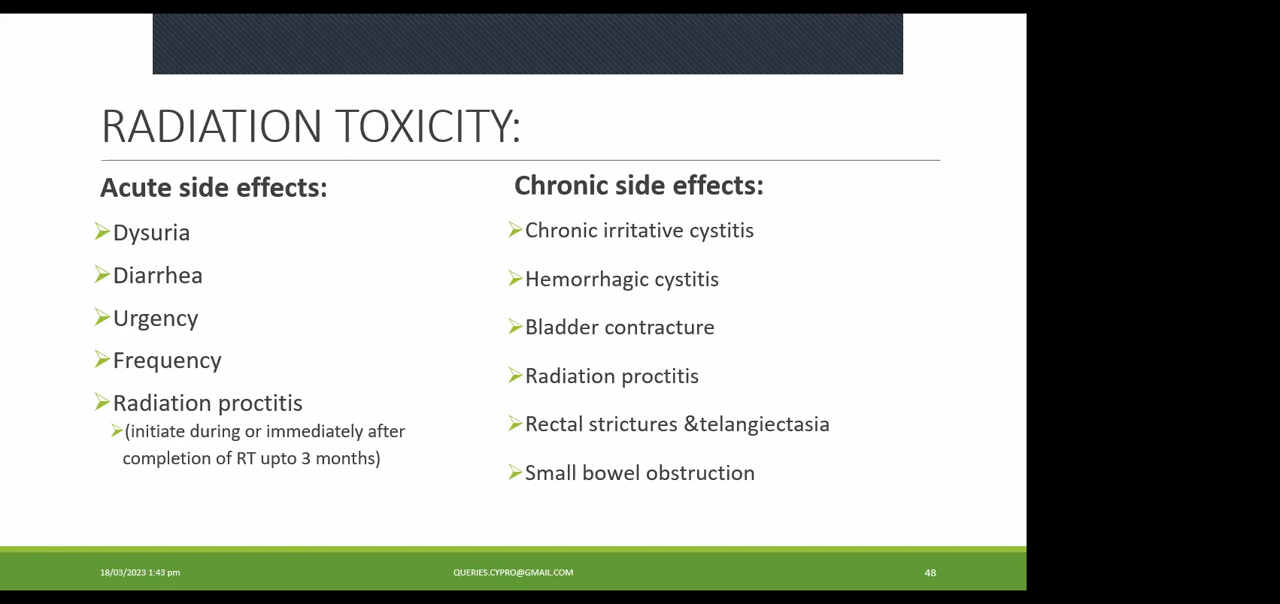 RADIATION TOXICITY:
Acute side effects:
Dysuria
Diarrhea
Urgency
Frequency
Radiation proctitis
(initiate during or immediately after
completion of RT upto 3 months)
Chronic side effects:
Chronic irritative cystitis
Hemorrhagic cystitis
Bladder contracture
Radiation proctitis
Rectal strictures &telangiectasia
Small bowel obstruction
18/03/2023 1:43 pm
QUERIES.CYPRO@GMAIL.COM
48